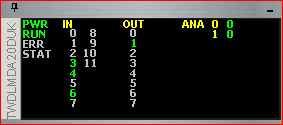 TWDLMDA20DUK
PWR IN OUT ANA 0 0
RUN 0 8 0 1 0
ERR 1 9 1
STAT 2 10 2
3 11 3
4 4
5 5
6 6
7 7